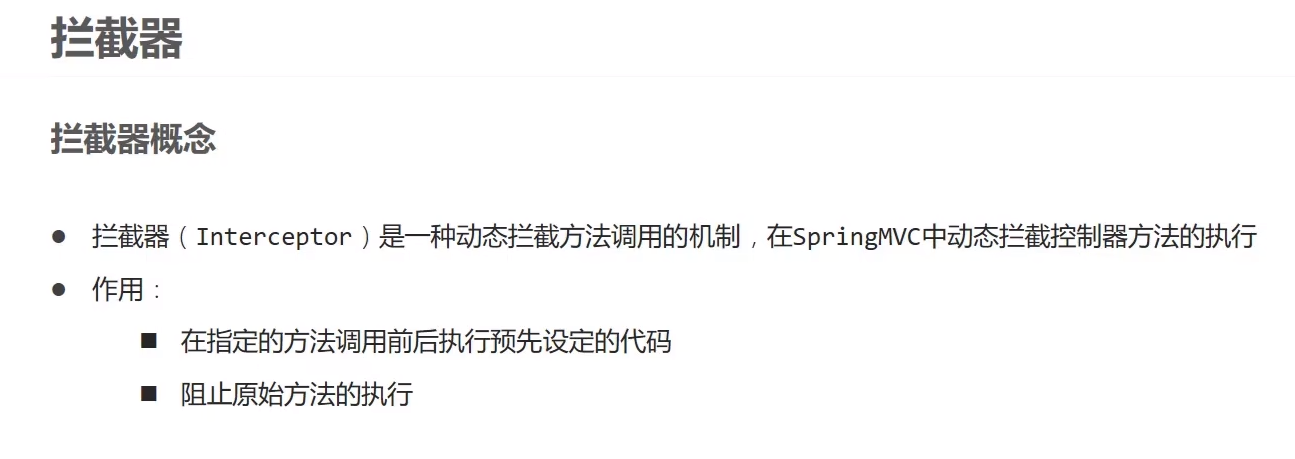 拦截器
拦截器概念
● 拦截器（Interceptor）是一种动态拦截方法调用的机制，在SpringMVC中动态拦截控制器方法的执行
● 作用：
■ 在指定的方法调用前后执行预先设定的代码
■ 阻止原始方法的执行